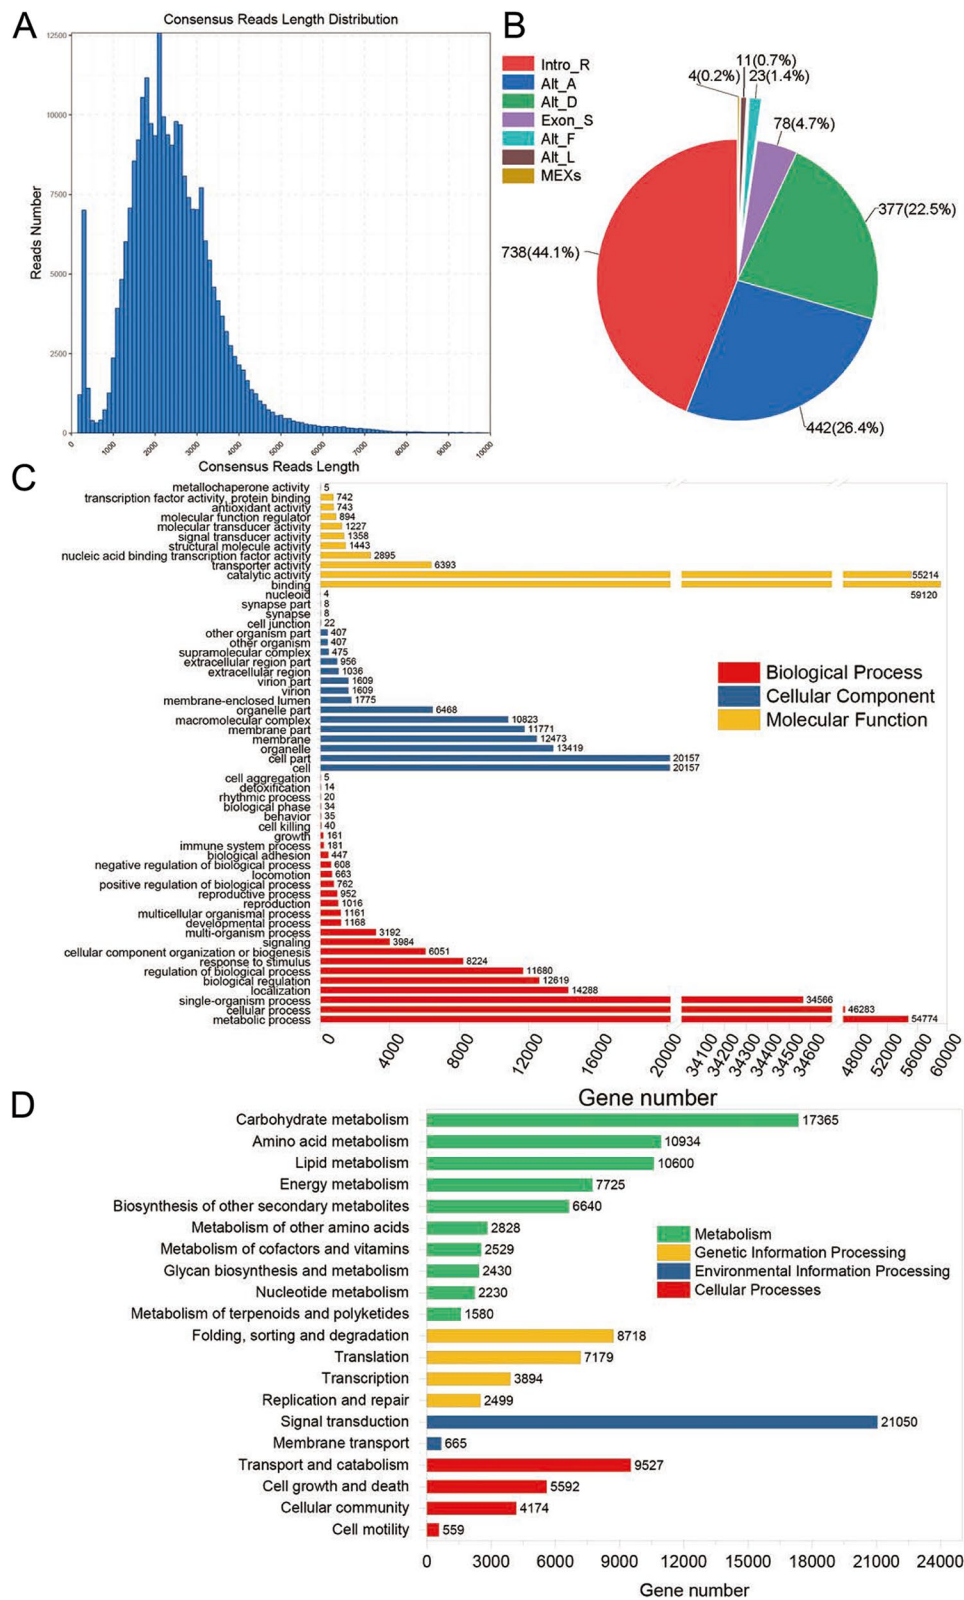 A
Consensus Reads Length Distribution
12500
10000
7500
5000
2500
0
Reads Number
0 1000 2000 3000 4000 5000 6000 7000 8000 9000 10000
Consensus Reads Length
B
Intro_R
Alt_A
Alt_D
Exon_S
Alt_F
Alt_L
MEXs
11(0.7%)
4(0.2%) 23(1.4%)
78(4.7%)
377(22.5%)
738(44.1%)
442(26.4%)
C
metallochaperone activity 5
transcription factor activity, protein binding 742
antioxidant activity 743
molecular function regulator 894
molecular transducer activity 1227
signal transducer activity 1358
structural molecule activity 1443
nucleic acid binding transcription factor activity 2895
transporter activity 6393
catalytic activity 55214
binding 59120
nucleoid 4
synapse part 8
synapse 8
cell junction 22
other organism part 407
other organism 407
supramolecular complex 475
extracellular region part 956
extracellular region 1036
virion part 1609
virion 1609
membrane-enclosed lumen 1775
organelle part 6468
macromolecular complex 10823
membrane part 11771
membrane 12473
organelle 13419
cell part 20157
cell 20157
cell aggregation 5
detoxification 14
rhythmic process 20
biological phase 34
behavior 35
cell killing 40
growth 161
immune system process 181
biological adhesion 447
negative regulation of biological process 608
locomotion 663
positive regulation of biological process 762
reproductive process 952
reproduction 1016
multicellular organismal process 1161
developmental process 1168
multi-organism process 3192
signaling 3984
cellular component organization or biogenesis 6051
response to stimulus 8224
regulation of biological process 11680
biological regulation 12619
localization 14288
single-organism process 34566
cellular process 46283
metabolic process 54774
Biological Process
Cellular Component
Molecular Function
0 4000 8000 12000 16000 20000 34100 34200 34300 34400 34500 34600 48000 52000 56000 60000
Gene number
D
Carbohydrate metabolism 17365
Amino acid metabolism 10934
Lipid metabolism 10600
Energy metabolism 7725
Biosynthesis of other secondary metabolites 6640
Metabolism of other amino acids 2828
Metabolism of cofactors and vitamins 2529
Glycan biosynthesis and metabolism 2430
Nucleotide metabolism 2230
Metabolism of terpenoids and polyketides 1580
Folding, sorting and degradation 8718
Translation 7179
Transcription 3894
Replication and repair 2499
Signal transduction 21050
Membrane transport 665
Transport and catabolism 9527
Cell growth and death 5592
Cellular community 4174
Cell motility 559
Metabolism
Genetic Information Processing
Environmental Information Processing
Cellular Processes
0 3000 6000 9000 12000 15000 18000 21000 24000
Gene number